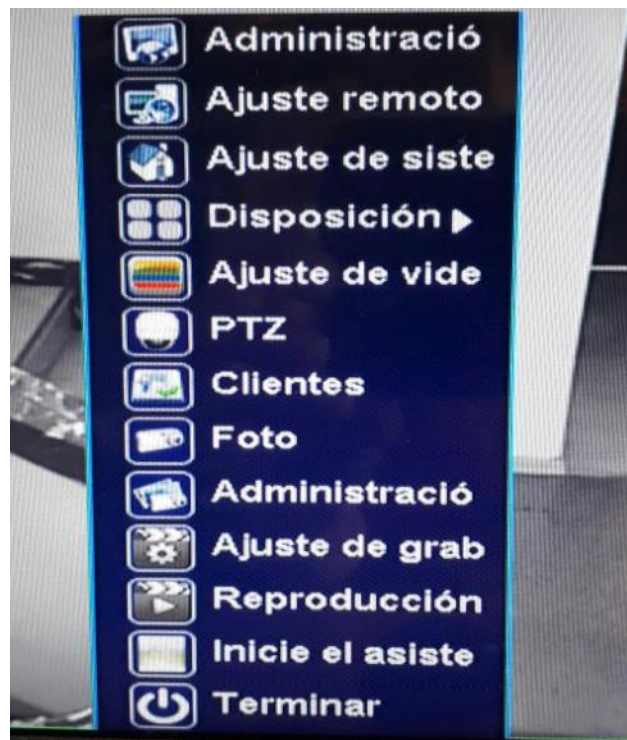 Administració
Ajuste remoto
Ajuste de siste
Disposición
Ajuste de vide
PTZ
Clientes
Foto
Administració
Ajuste de grab
Reproducción
Inicie el asiste
Terminar